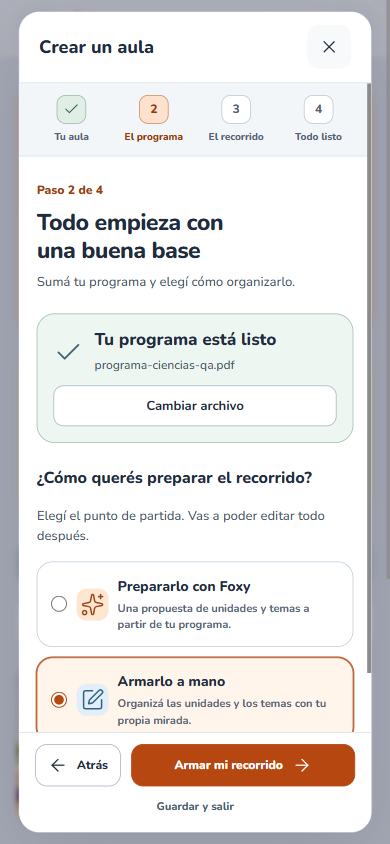 Crear un aula
2
3
4
Tu aula
El programa
El recorrido
Todo listo
Paso 2 de 4
Todo empieza con
una buena base
Sumá tu programa y elegí cómo organizarlo.
Tu programa está listo
programa-ciencias-qa.pdf
Cambiar archivo
¿Cómo querés preparar el recorrido?
Elegí el punto de partida. Vas a poder editar todo
después.
Prepararlo con Foxy
Una propuesta de unidades y temas a
partir de tu programa.
Armarlo a mano
Organizá las unidades y los temas con tu
propia mirada.
Atrás
Armar mi recorrido
Guardar y salir